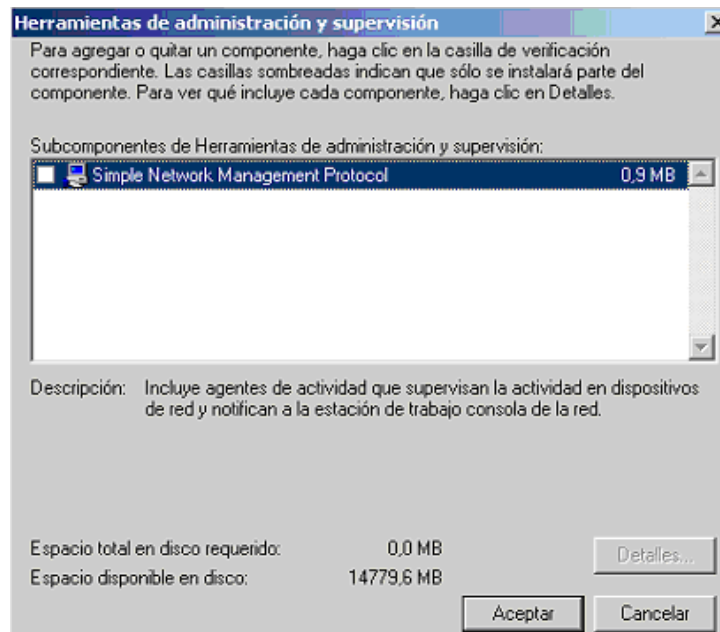 Herramientas de administración y supervisión
Para agregar o quitar un componente, haga clic en la casilla de verificación
correspondiente. Las casillas sombreadas indican que sólo se instalará parte del
componente. Para ver qué incluye cada componente, haga clic en Detalles.
Subcomponentes de Herramientas de administración y supervisión:
Simple Network Management Protocol 0,9 MB
Descripción: Incluye agentes de actividad que supervisan la actividad en dispositivos
de red y notifican a la estación de trabajo consola de la red.
Espacio total en disco requerido: 0,0 MB
Detalles...
Espacio disponible en disco: 14779,6 MB
Aceptar Cancelar